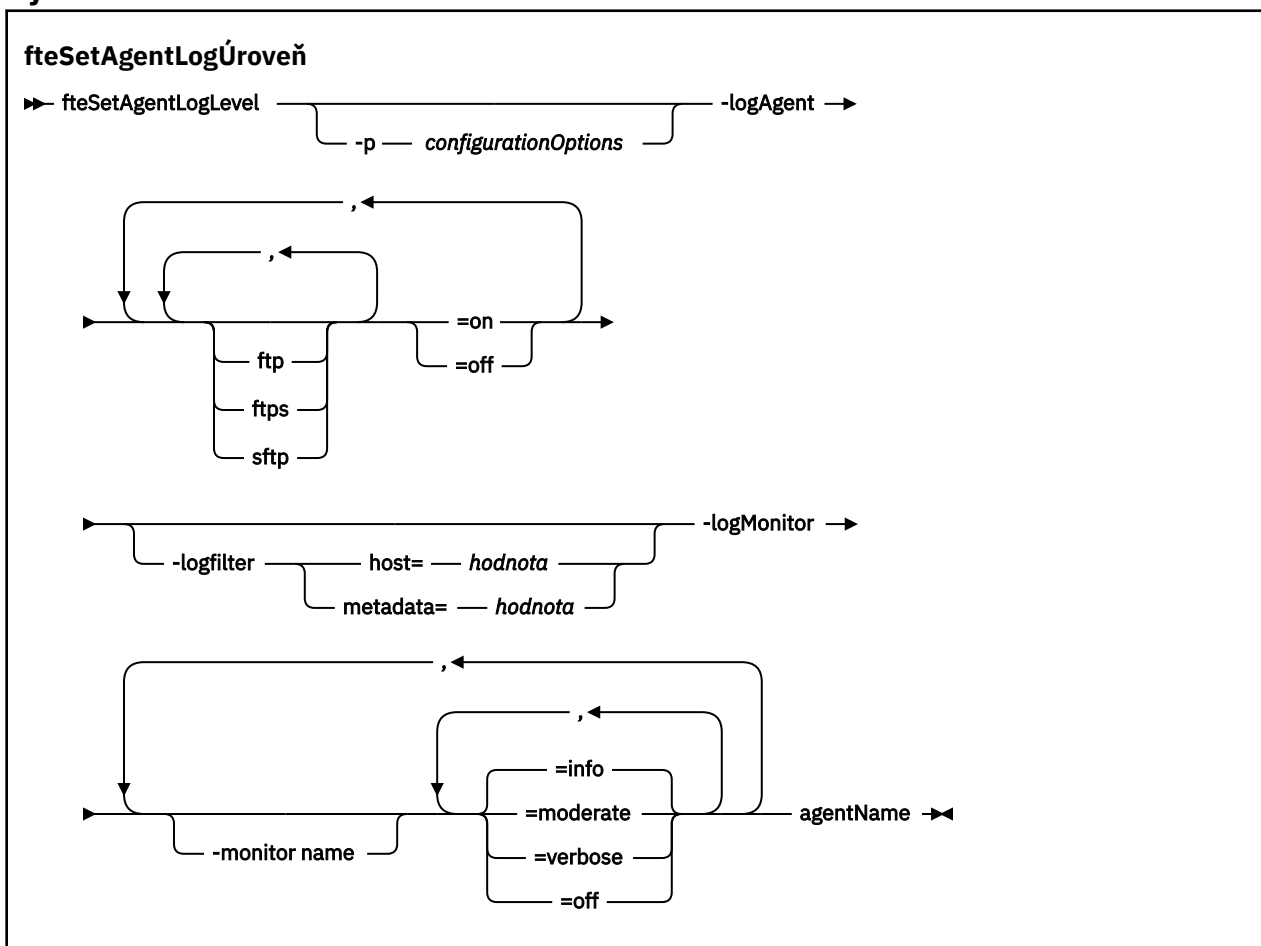 fteSetAgentLogÚroveň
fteSetAgentLogLevel -logAgent
-p configurationOptions
,
,
=on
ftp =off
ftps
sftp
-logMonitor
-logfilter host= hodnota
metadata= hodnota
,
,
=info
=moderate agentName
-monitor name =verbose
=off